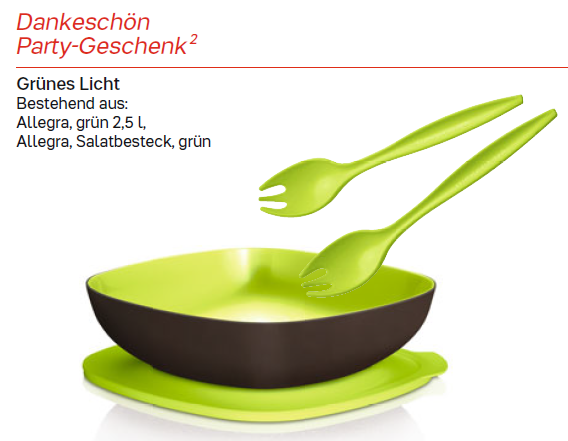 Dankeschön
Party-Geschenk²
Grünes Licht
Bestehend aus:
Allegra, grün 2,5 l,
Allegra, Salatbesteck, grün